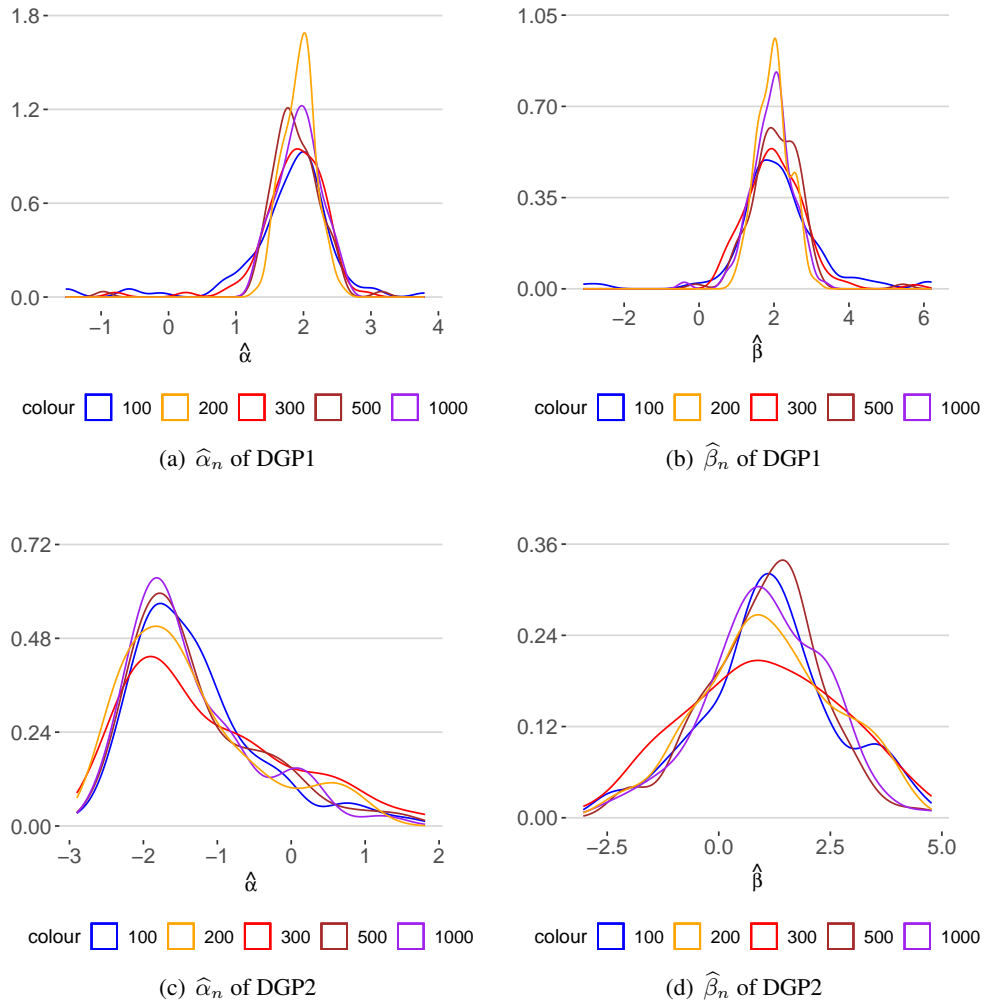 1.8
1.2
0.6
0.0
−1 0 1 2 3 4
α̂
colour 100 200 300 500 1000
(a) α̂ₙ of DGP1
1.05
0.70
0.35
0.00
−2 0 2 4 6
β̂
colour 100 200 300 500 1000
(b) β̂ₙ of DGP1
0.72
0.48
0.24
0.00
−3 −2 −1 0 1 2
α̂
colour 100 200 300 500 1000
(c) α̂ₙ of DGP2
0.36
0.24
0.12
0.00
−2.5 0.0 2.5 5.0
β̂
colour 100 200 300 500 1000
(d) β̂ₙ of DGP2